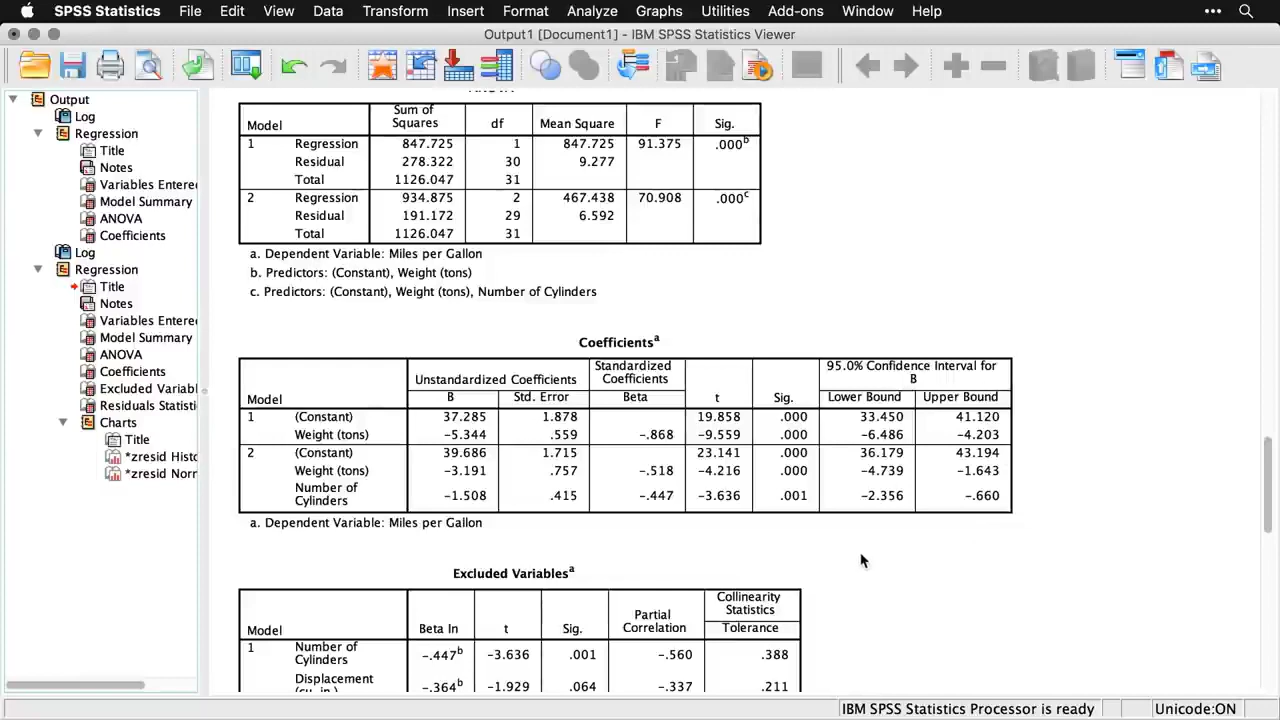 SPSS Statistics File Edit View Data Transform Insert Format Analyze Graphs Utilities Add-ons Window Help
Output1 [Document1] - IBM SPSS Statistics Viewer
Output
Log
Regression
Title
Notes
Variables Entere
Model Summary
ANOVA
Coefficients
Log
Regression
Title
Notes
Variables Entere
Model Summary
ANOVA
Coefficients
Excluded Variabl
Residuals Statisti
Charts
Title
*zresid Histo
*zresid Norr
Model Sum of Squares df Mean Square F Sig.
1 Regression 847.725 1 847.725 91.375 .000b
Residual 278.322 30 9.277
Total 1126.047 31
2 Regression 934.875 2 467.438 70.908 .000c
Residual 191.172 29 6.592
Total 1126.047 31
a. Dependent Variable: Miles per Gallon
b. Predictors: (Constant), Weight (tons)
c. Predictors: (Constant), Weight (tons), Number of Cylinders
Coefficientsa
Model Unstandardized Coefficients Standardized Coefficients t Sig. 95.0% Confidence Interval for B
B Std. Error Beta Lower Bound Upper Bound
1 (Constant) 37.285 1.878 19.858 .000 33.450 41.120
Weight (tons) -5.344 .559 -.868 -9.559 .000 -6.486 -4.203
2 (Constant) 39.686 1.715 23.141 .000 36.179 43.194
Weight (tons) -3.191 .757 -.518 -4.216 .000 -4.739 -1.643
Number of Cylinders -1.508 .415 -.447 -3.636 .001 -2.356 -.660
a. Dependent Variable: Miles per Gallon
Excluded Variablesa
Model Beta In t Sig. Partial Correlation Collinearity Statistics
Tolerance
1 Number of Cylinders -.447b -3.636 .001 -.560 .388
Displacement -.364b -1.929 .064 -.337 .211
IBM SPSS Statistics Processor is ready Unicode:ON